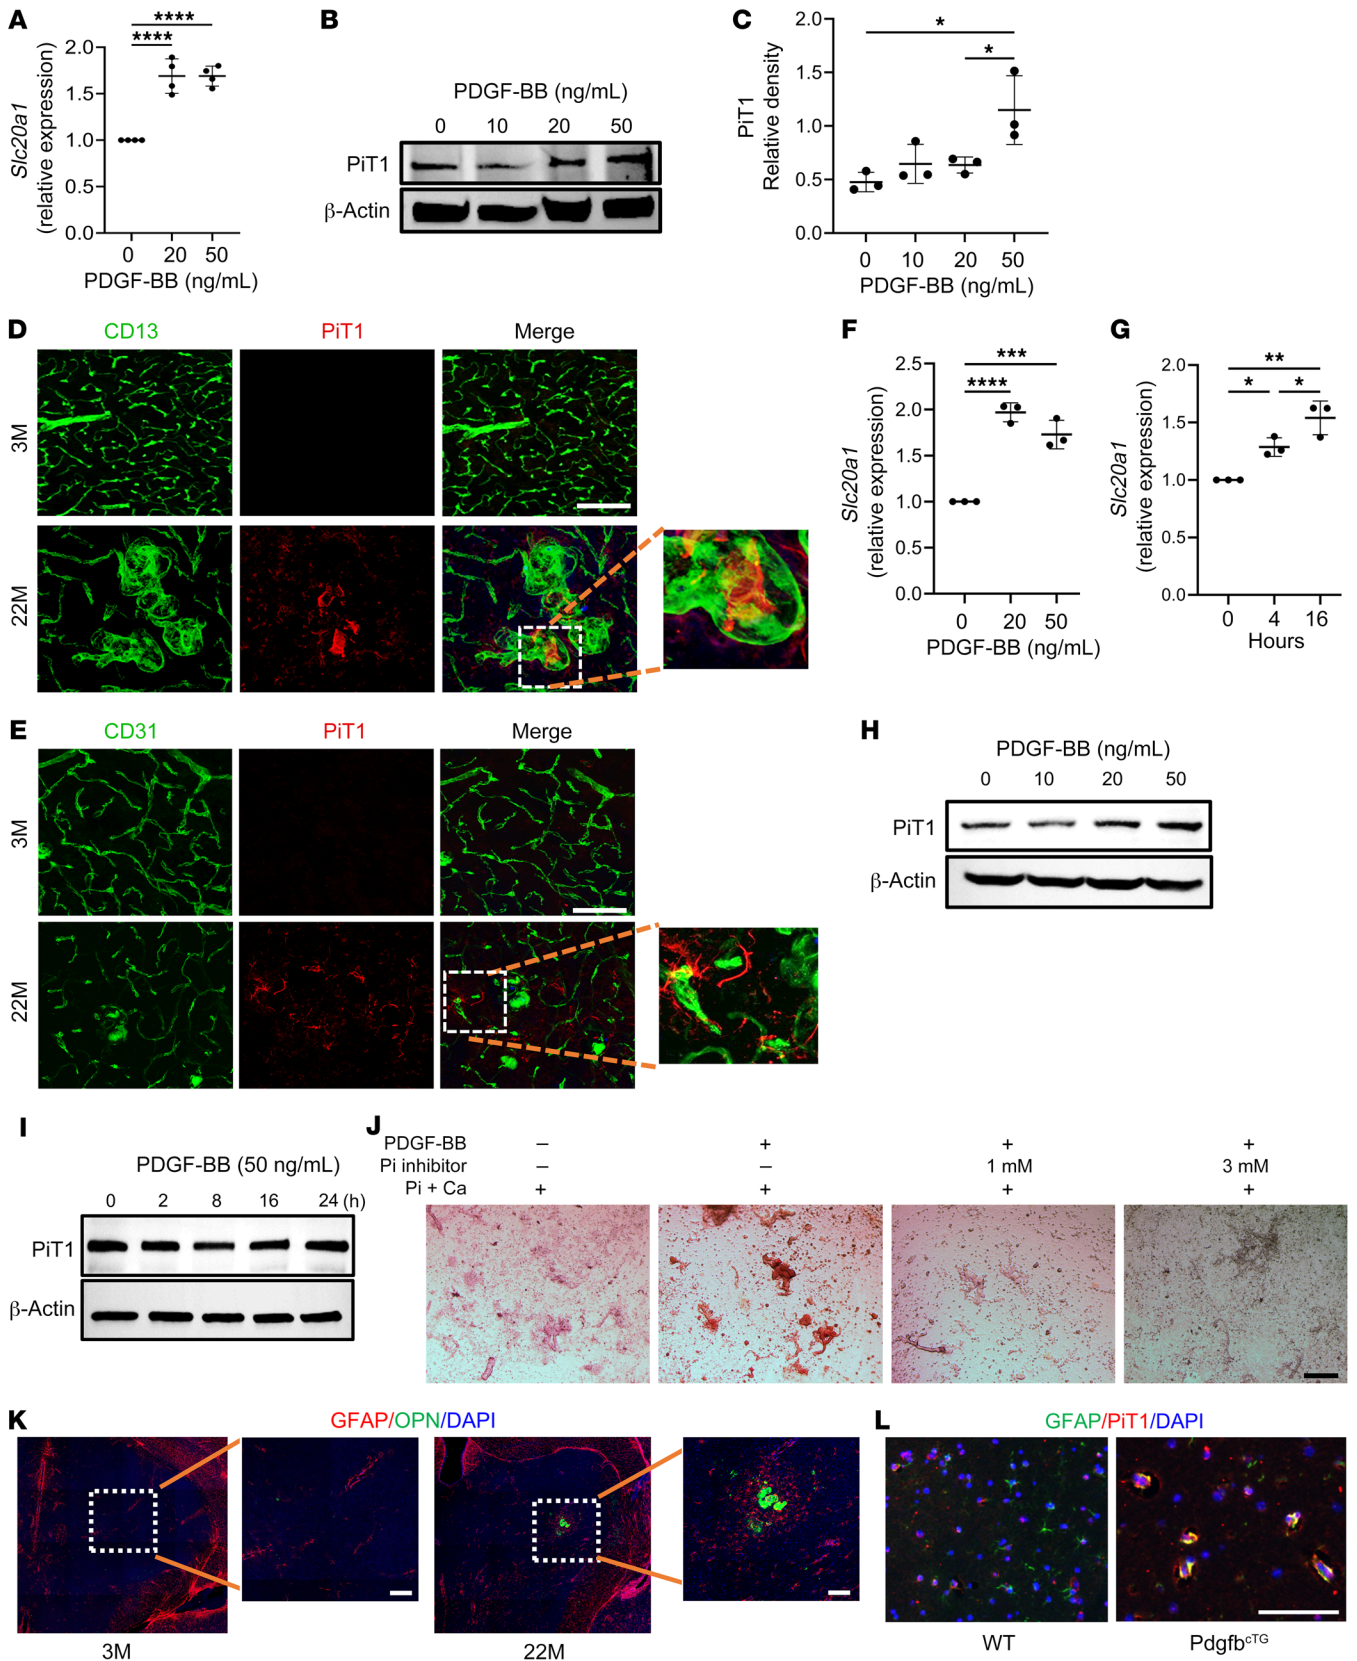 A
****
****
2.0
1.5
1.0
0.5
0.0
Slc20a1
(relative expression)
0 20 50
PDGF-BB (ng/mL)
B
PDGF-BB (ng/mL)
0 10 20 50
PiT1
β-Actin
C
*
*
2.0
1.5
1.0
0.5
0.0
PiT1
Relative density
0 10 20 50
PDGF-BB (ng/mL)
D
CD13 PiT1 Merge
3M
22M
E
CD31 PiT1 Merge
3M
22M
F
***
****
2.5
2.0
1.5
1.0
0.5
0.0
Slc20a1
(relative expression)
0 20 50
PDGF-BB (ng/mL)
G
**
* *
2.0
1.5
1.0
0.5
0.0
Slc20a1
(relative expression)
0 4 16
Hours
H
PDGF-BB (ng/mL)
0 10 20 50
PiT1
β-Actin
I
PDGF-BB (50 ng/mL)
0 2 8 16 24 (h)
PiT1
β-Actin
J
PDGF-BB – + + +
Pi inhibitor – – 1 mM 3 mM
Pi + Ca + + + +
K
GFAP/OPN/DAPI
3M 22M
L
GFAP/PiT1/DAPI
WT PdgfbcTG